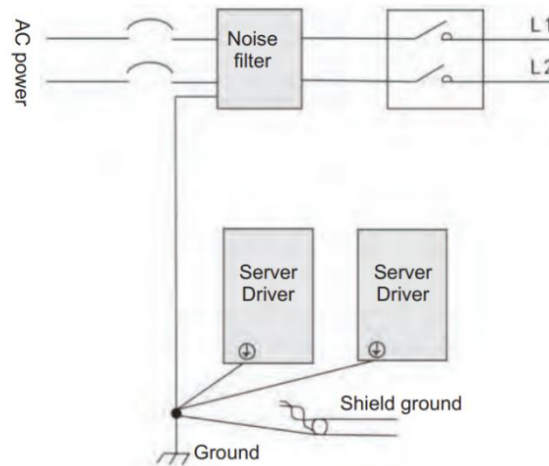 AC power
Noise
filter
L1
L2
Server
Driver
Server
Driver
Shield ground
Ground